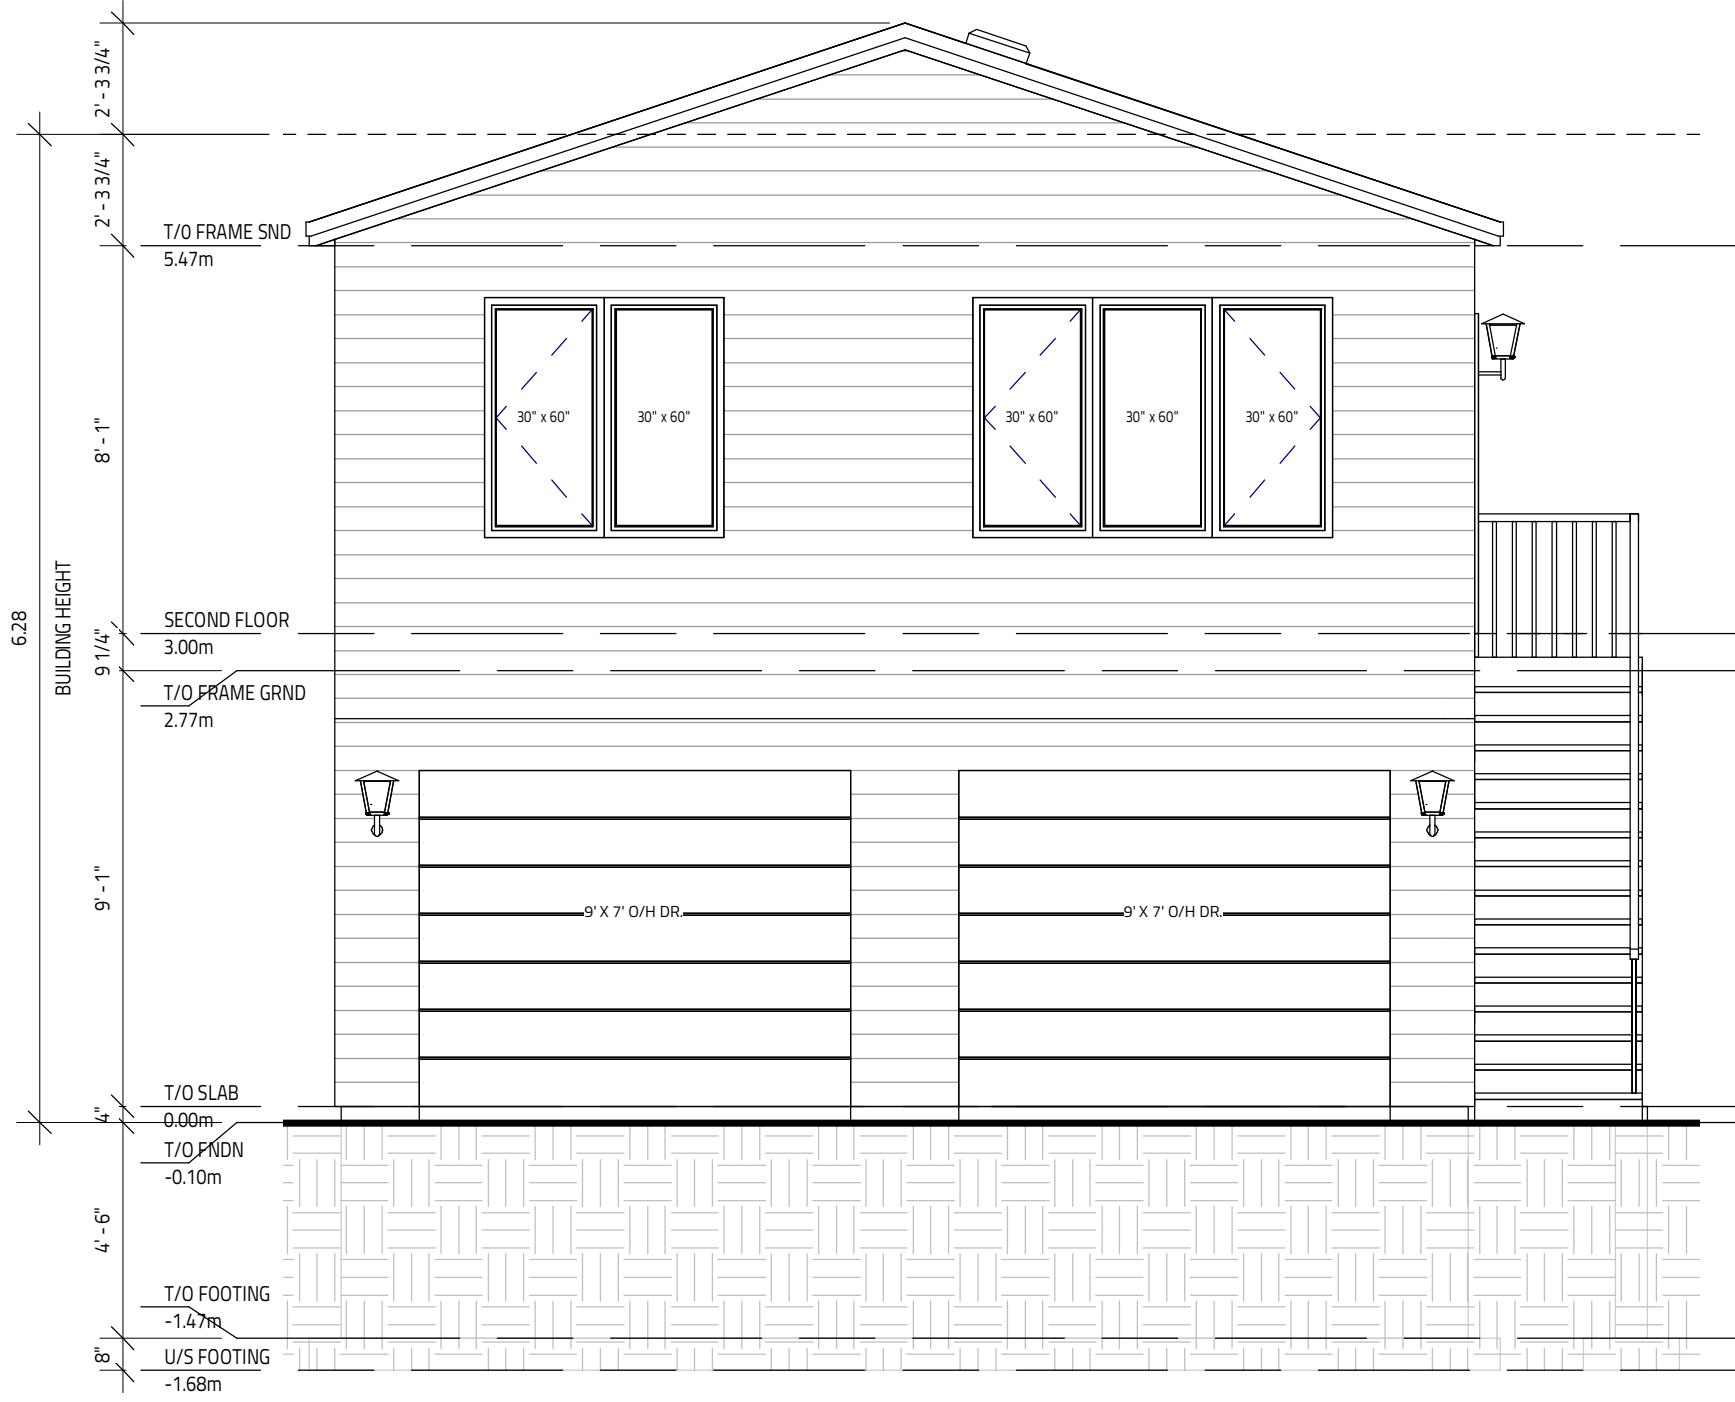 2' - 3 3/4"
2' - 3 3/4"
T/O FRAME SND
5.47m
30" x 60"
30" x 60"
30" x 60"
30" x 60"
30" x 60"
8' - 1"
6.28
BUILDING HEIGHT
SECOND FLOOR
3.00m
9 1/4"
T/O FRAME GRND
2.77m
9' - 1"
9' X 7' O/H DR.
9' X 7' O/H DR.
T/O SLAB
0.00m
4"
T/O FNDN
-0.10m
4' - 6"
T/O FOOTING
-1.47m
8"
U/S FOOTING
-1.68m